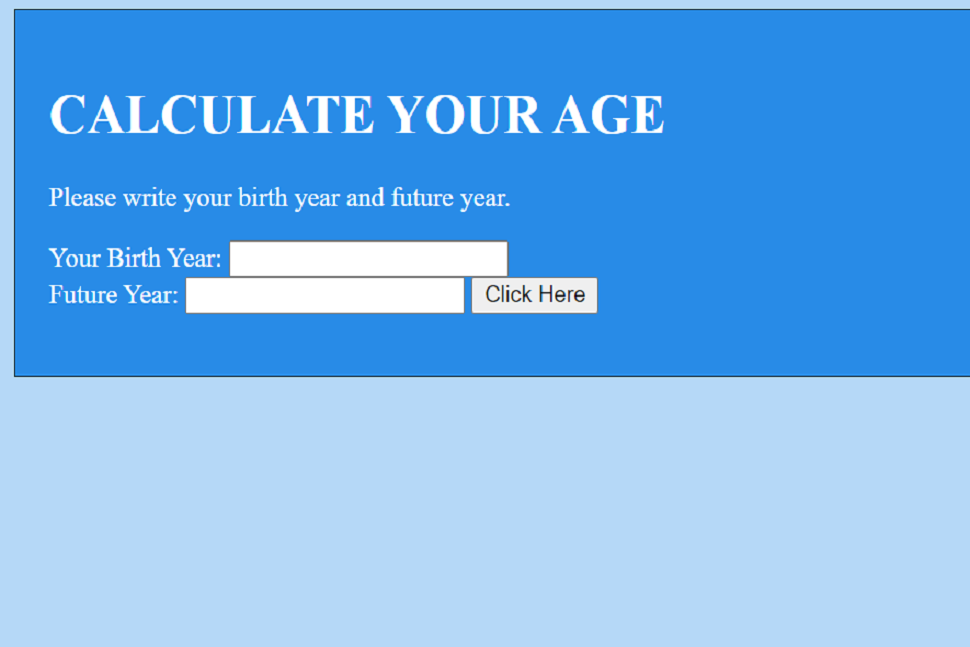 CALCULATE YOUR AGE
Please write your birth year and future year.
Your Birth Year:
Future Year: Click Here